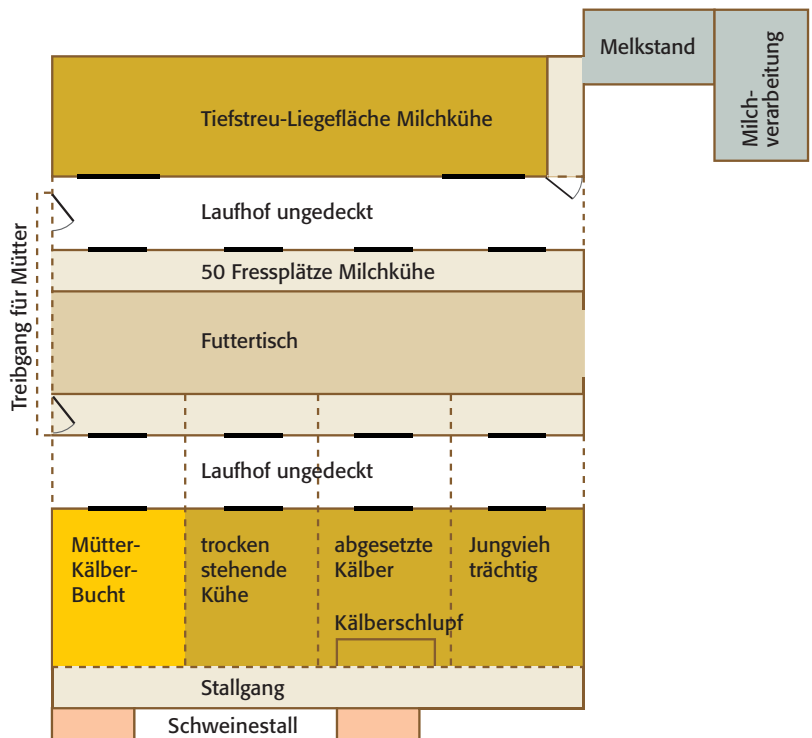 Melkstand
Milch-
verarbeitung
Tiefstreu-Liegefläche Milchkühe
Laufhof ungedeckt
50 Fressplätze Milchkühe
Futtertisch
Treibgang für Mütter
Laufhof ungedeckt
Mütter-
Kälber-
Bucht
trocken
stehende
Kühe
abgesetzte
Kälber
Jungvieh
trächtig
Kälberschlupf
Stallgang
Schweinestall